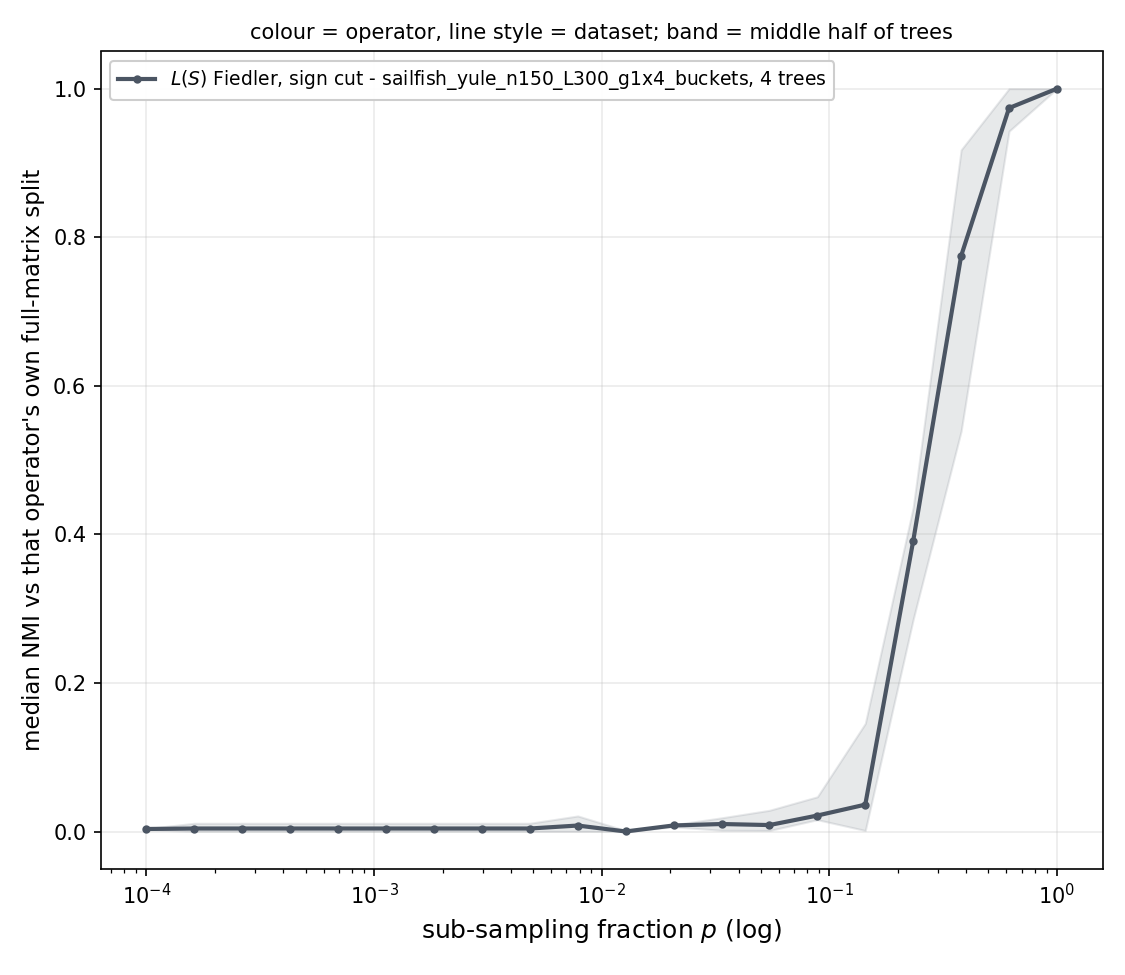 colour = operator, line style = dataset; band = middle half of trees
L(S) Fiedler, sign cut - sailfish_yule_n150_L300_g1x4_buckets, 4 trees
median NMI vs that operator's own full-matrix split
1.0
0.8
0.6
0.4
0.2
0.0
10⁻⁴ 10⁻³ 10⁻² 10⁻¹ 10⁰
sub-sampling fraction p (log)